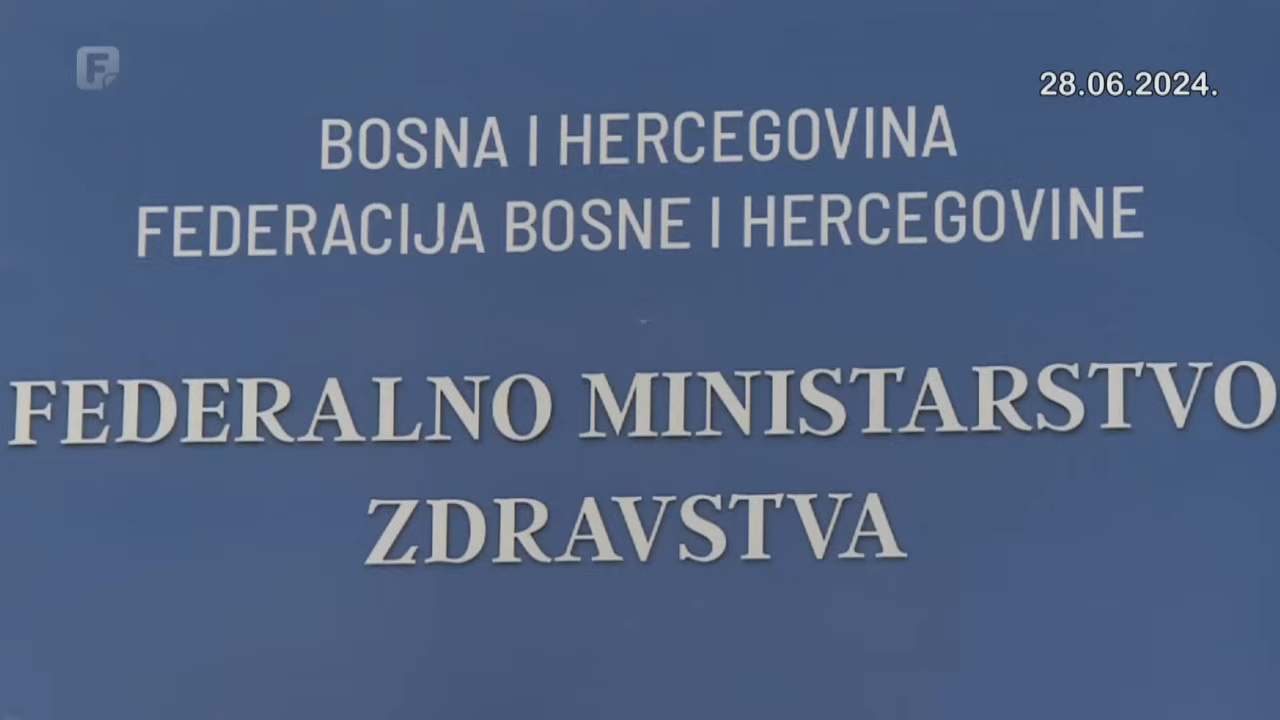 F
28.06.2024.
BOSNA I HERCEGOVINA
FEDERACIJA BOSNE I HERCEGOVINE
FEDERALNO MINISTARSTVO
ZDRAVSTVA